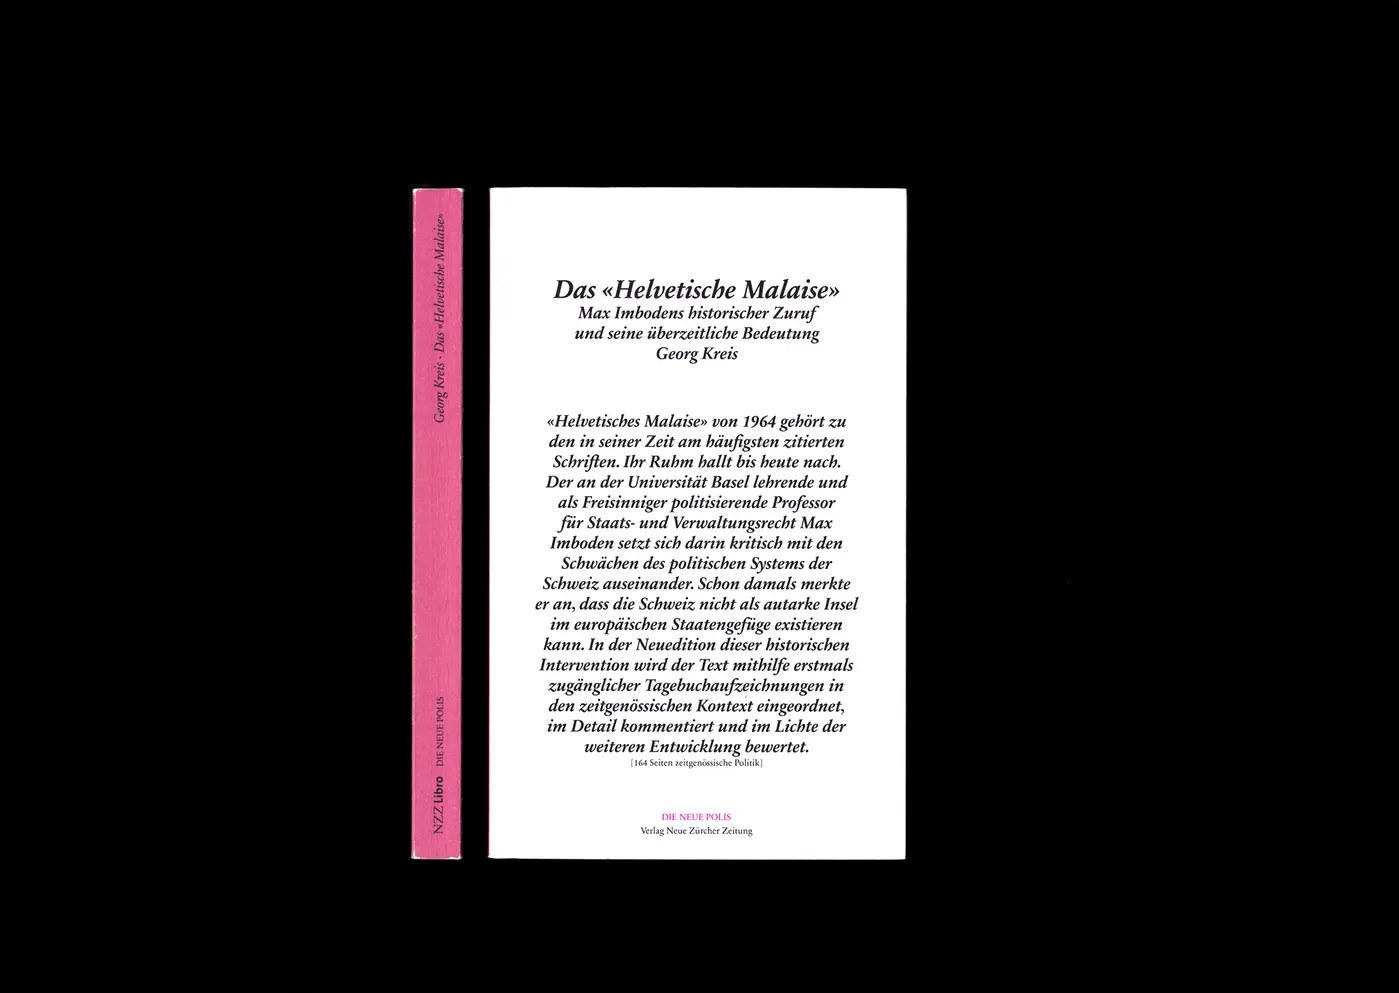 Georg Kreis · Das «Helvetische Malaise»
NZZ Libro DIE NEUE POLIS
Das «Helvetische Malaise»
Max Imbodens historischer Zuruf
und seine überzeitliche Bedeutung
Georg Kreis
«Helvetisches Malaise» von 1964 gehört zu
den in seiner Zeit am häufigsten zitierten
Schriften. Ihr Ruhm hallt bis heute nach.
Der an der Universität Basel lehrende und
als Freisinniger politisierende Professor
für Staats- und Verwaltungsrecht Max
Imboden setzt sich darin kritisch mit den
Schwächen des politischen Systems der
Schweiz auseinander. Schon damals merkte
er an, dass die Schweiz nicht als autarke Insel
im europäischen Staatengefüge existieren
kann. In der Neuedition dieser historischen
Intervention wird der Text mithilfe erstmals
zugänglicher Tagebuchaufzeichnungen in
den zeitgenössischen Kontext eingeordnet,
im Detail kommentiert und im Lichte der
weiteren Entwicklung bewertet.
[164 Seiten zeitgenössische Politik]
DIE NEUE POLIS
Verlag Neue Zürcher Zeitung